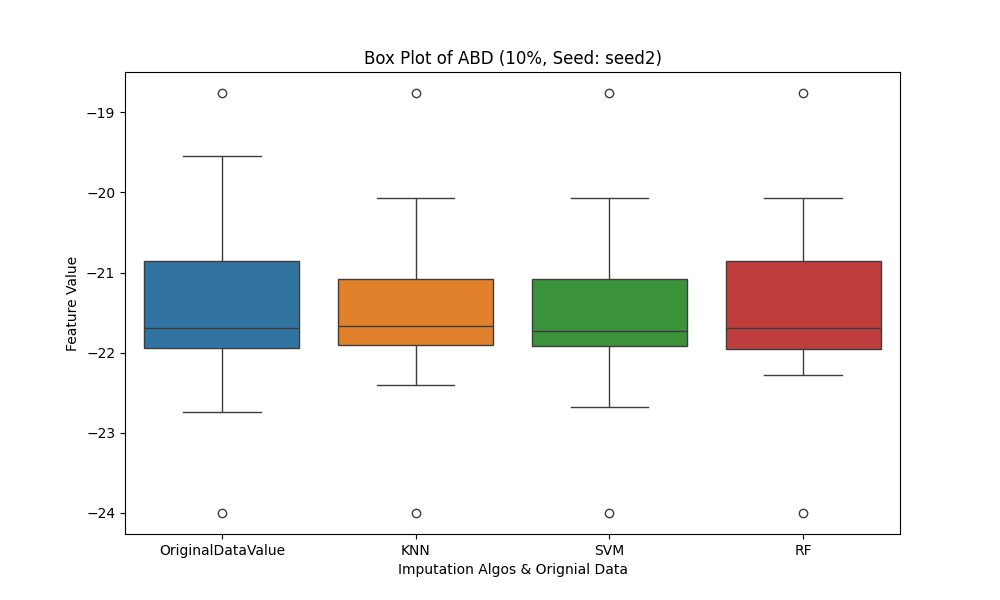 Box Plot of ABD (10%, Seed: seed2)
−19
−20
−21
−22
−23
−24
Feature Value
OriginalDataValue KNN SVM RF
Imputation Algos & Orignial Data